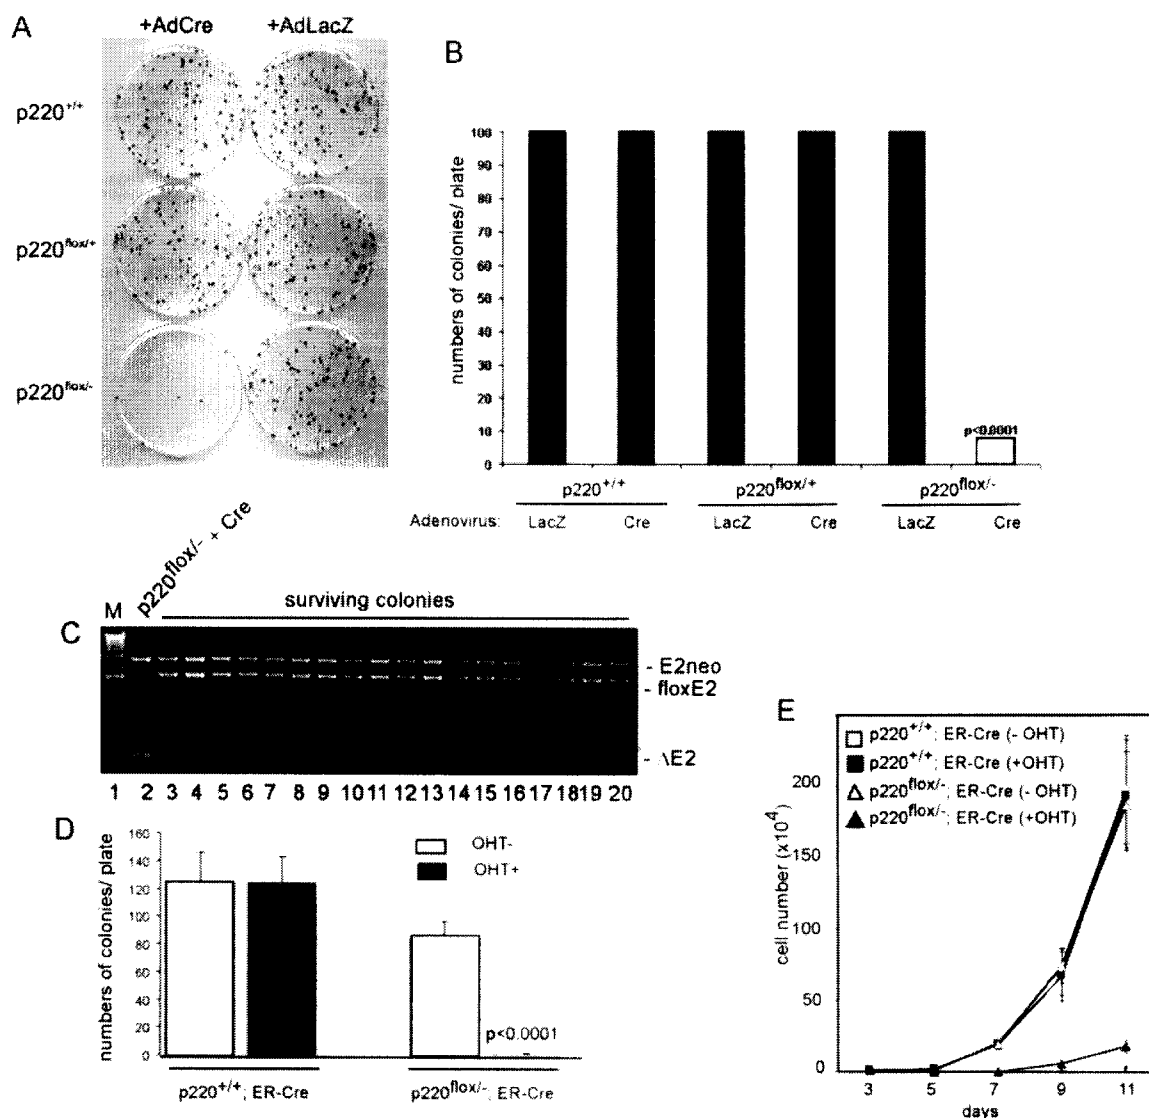 A
+AdCre +AdLacZ
p220+/+
p220flox/+
p220flox/-
B
numbers of colonies/ plate
100
90
80
70
60
50
40
30
20
10
0
p<0.0001
p220+/+ p220flox/+ p220flox/-
Adenovirus: LacZ Cre LacZ Cre LacZ Cre
C
M p220flox/- + Cre surviving colonies
- E2neo
- floxE2
- ΔE2
1 2 3 4 5 6 7 8 9 10 11 12 13 14 15 16 17 18 19 20
D
numbers of colonies/ plate
160
140
120
100
80
60
40
20
0
OHT-
OHT+
p<0.0001
p220+/+; ER-Cre p220flox/-; ER-Cre
E
p220+/+; ER-Cre (- OHT)
p220+/+; ER-Cre (+OHT)
p220flox/-; ER-Cre (- OHT)
p220flox/-; ER-Cre (+OHT)
cell number (x10^4)
200
150
100
50
0
3 5 7 9 11
days